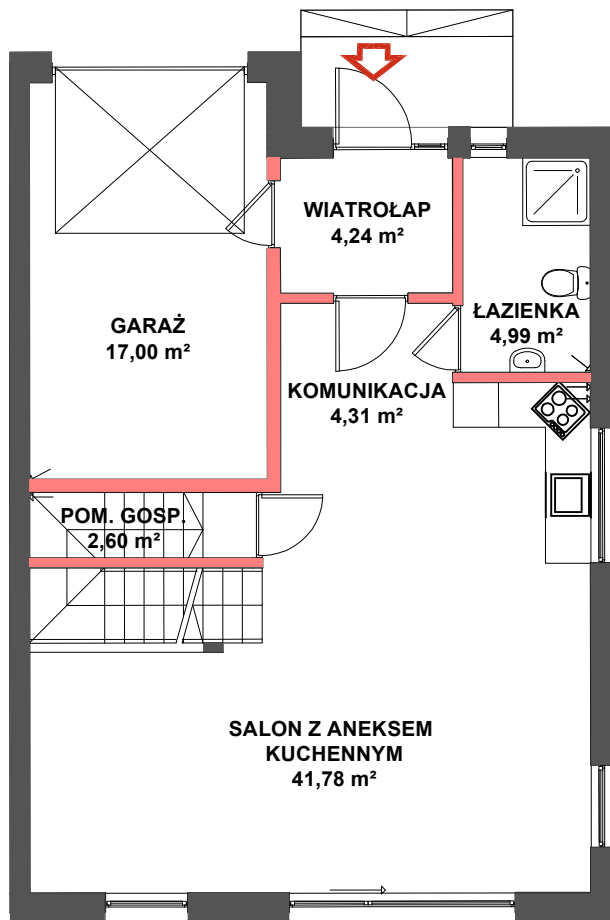 WIATROŁAP
4,24 m²
ŁAZIENKA
4,99 m²
GARAŻ
17,00 m²
KOMUNIKACJA
4,31 m²
POM. GOSP.
2,60 m²
SALON Z ANEKSEM
KUCHENNYM
41,78 m²